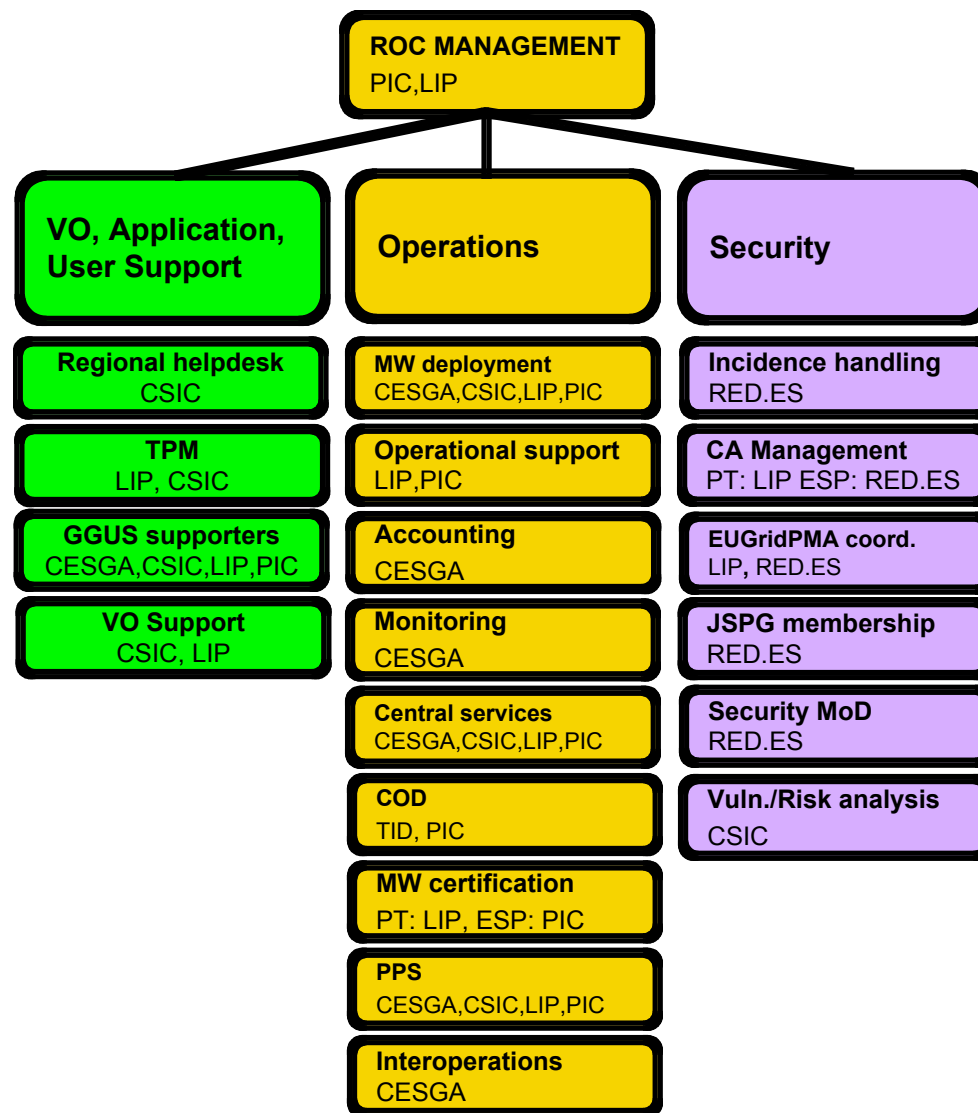 ROC MANAGEMENT
PIC,LIP
VO, Application,
User Support
Regional helpdesk
CSIC
TPM
LIP, CSIC
GGUS supporters
CESGA,CSIC,LIP,PIC
VO Support
CSIC, LIP
Operations
MW deployment
CESGA,CSIC,LIP,PIC
Operational support
LIP,PIC
Accounting
CESGA
Monitoring
CESGA
Central services
CESGA,CSIC,LIP,PIC
COD
TID, PIC
MW certification
PT: LIP, ESP: PIC
PPS
CESGA,CSIC,LIP,PIC
Interoperations
CESGA
Security
Incidence handling
RED.ES
CA Management
PT: LIP ESP: RED.ES
EUGridPMA coord.
LIP, RED.ES
JSPG membership
RED.ES
Security MoD
RED.ES
Vuln./Risk analysis
CSIC